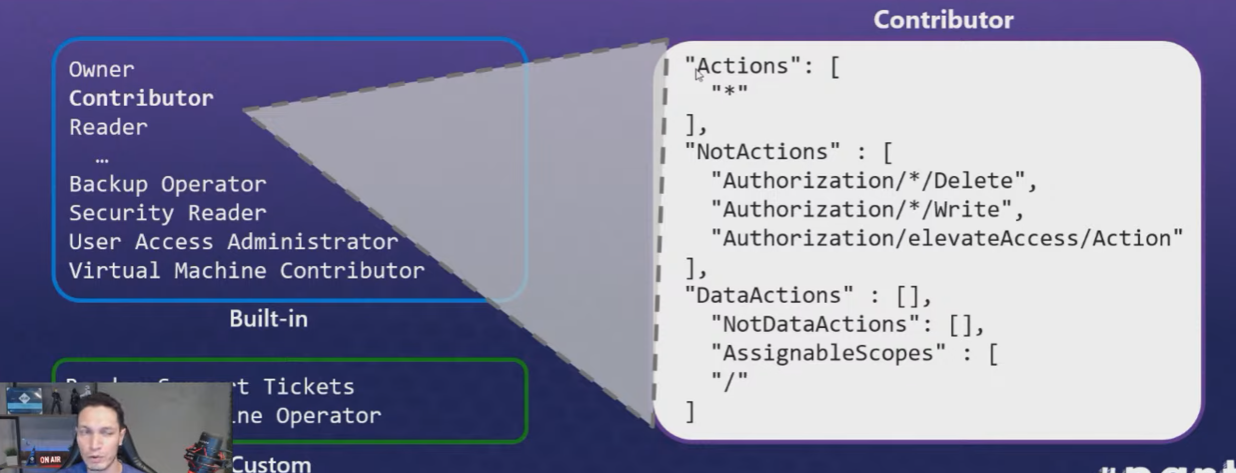 Contributor
Owner
Contributor
Reader
…
Backup Operator
Security Reader
User Access Administrator
Virtual Machine Contributor
Built-in
"Actions": [
"*"
],
"NotActions" : [
"Authorization/*/Delete",
"Authorization/*/Write",
"Authorization/elevateAccess/Action"
],
"DataActions" : [],
"NotDataActions": [],
"AssignableScopes" : [
"/"
]
Tickets
Operator
Custom
ON AIR